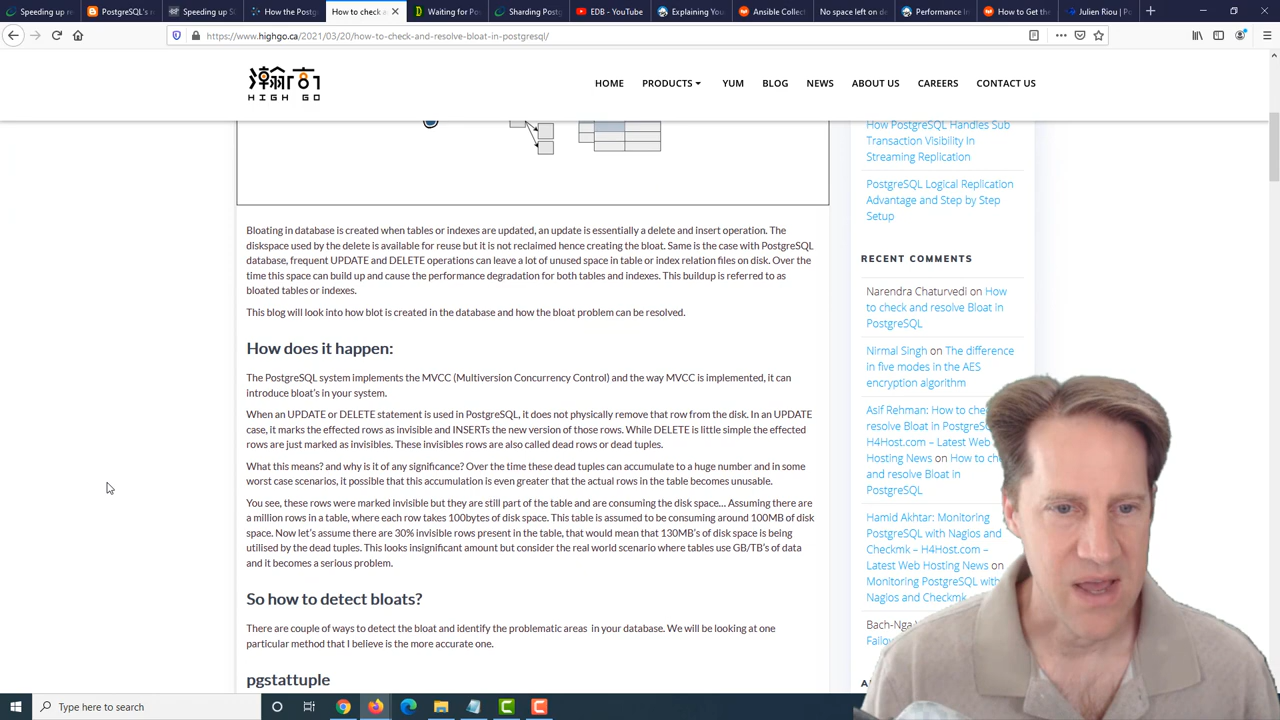 Speeding up re
PostgreSQL's x
Speeding up S
How the Postg
How to check a
Waiting for Po
Sharding Postg
EDB - YouTube
Explaining You
Ansible Collect
No space left on de
Performance In
How to Get the
Julien Riou | Pos
https://www.highgo.ca/2021/03/20/how-to-check-and-resolve-bloat-in-postgresql/
瀚高
HIGH GO
HOME PRODUCTS YUM BLOG NEWS ABOUT US CAREERS CONTACT US
Bloating in database is created when tables or indexes are updated, an update is essentially a delete and insert operation. The
diskspace used by the delete is available for reuse but it is not reclaimed hence creating the bloat. Same is the case with PostgreSQL
database, frequent UPDATE and DELETE operations can leave a lot of unused space in table or index relation files on disk. Over the
time this space can build up and cause the performance degradation for both tables and indexes. This buildup is referred to as
bloated tables or indexes.
This blog will look into how blot is created in the database and how the bloat problem can be resolved.
How does it happen:
The PostgreSQL system implements the MVCC (Multiversion Concurrency Control) and the way MVCC is implemented, it can
introduce bloat's in your system.
When an UPDATE or DELETE statement is used in PostgreSQL, it does not physically remove that row from the disk. In an UPDATE
case, it marks the effected rows as invisible and INSERTs the new version of those rows. While DELETE is little simple the effected
rows are just marked as invisibles. These invisibles rows are also called dead rows or dead tuples.
What this means? and why is it of any significance? Over the time these dead tuples can accumulate to a huge number and in some
worst case scenarios, it possible that this accumulation is even greater that the actual rows in the table becomes unusable.
You see, these rows were marked invisible but they are still part of the table and are consuming the disk space... Assuming there are
a million rows in a table, where each row takes 100bytes of disk space. This table is assumed to be consuming around 100MB of disk
space. Now let's assume there are 30% invisible rows present in the table, that would mean that 130MB's of disk space is being
utilised by the dead tuples. This looks insignificant amount but consider the real world scenario where tables use GB/TB's of data
and it becomes a serious problem.
So how to detect bloats?
There are couple of ways to detect the bloat and identify the problematic areas in your database. We will be looking at one
particular method that I believe is the more accurate one.
pgstattuple
How PostgreSQL Handles Sub
Transaction Visibility In
Streaming Replication
PostgreSQL Logical Replication
Advantage and Step by Step
Setup
RECENT COMMENTS
Narendra Chaturvedi on How
to check and resolve Bloat in
PostgreSQL
Nirmal Singh on The difference
in five modes in the AES
encryption algorithm
Asif Rehman: How to che
resolve Bloat in Postgre
H4Host.com – Latest Web
Hosting News on How to ch
and resolve Bloat in
PostgreSQL
Hamid Akhtar: Monitoring
PostgreSQL with Nagios and
Checkmk – H4Host.com –
Latest Web Hosting News on
Monitoring PostgreSQL with
Nagios and Checkmk
Bach-Nga
Failov
A
Type here to search